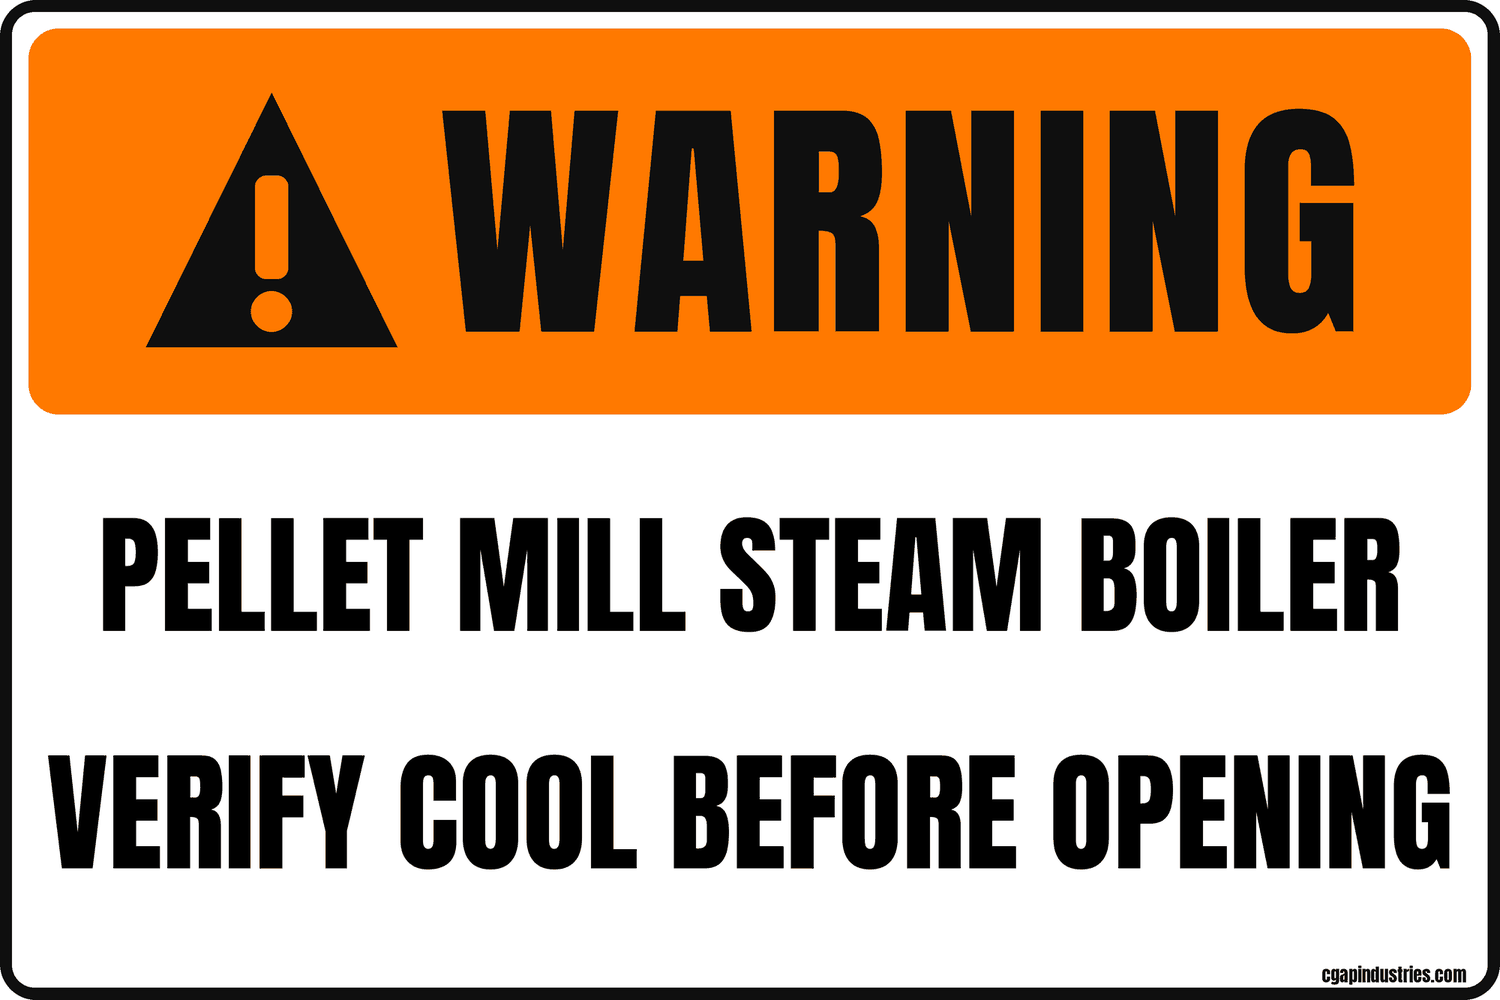 WARNING
PELLET MILL STEAM BOILER
VERIFY COOL BEFORE OPENING
cgapindustries.com